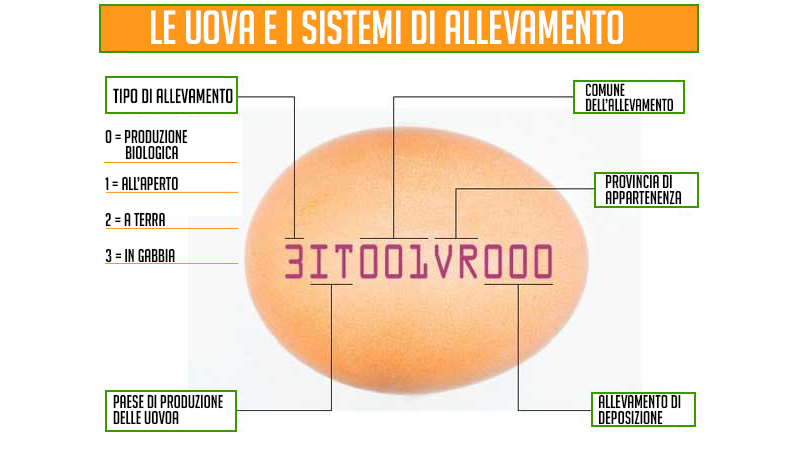 LE UOVA E I SISTEMI DI ALLEVAMENTO
TIPO DI ALLEVAMENTO
0 = PRODUZIONE
BIOLOGICA
1 = ALL'APERTO
2 = A TERRA
3 = IN GABBIA
COMUNE
DELL'ALLEVAMENTO
PROVINCIA DI
APPARTENENZA
3IT001VR000
PAESE DI PRODUZIONE
DELLE UOVOA
ALLEVAMENTO DI
DEPOSIZIONE